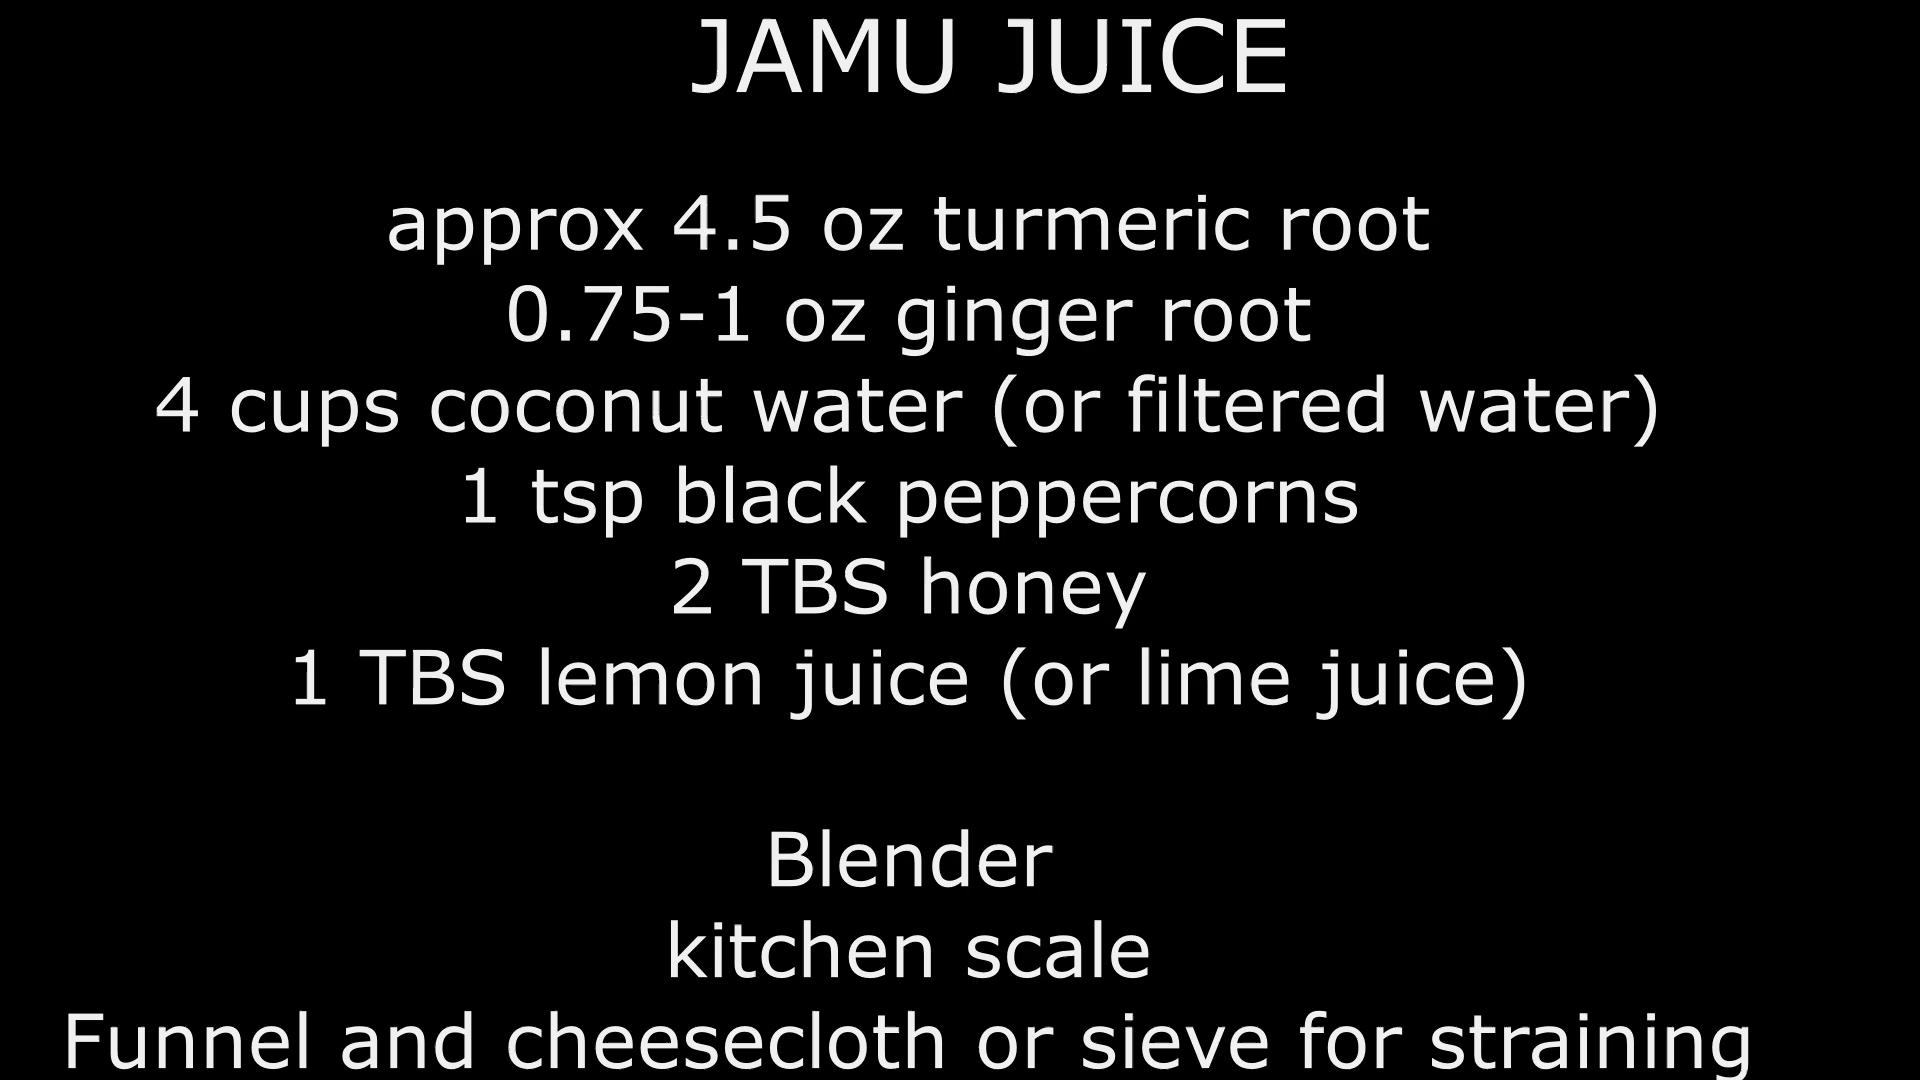 JAMU JUICE
approx 4.5 oz turmeric root
0.75-1 oz ginger root
4 cups coconut water (or filtered water)
1 tsp black peppercorns
2 TBS honey
1 TBS lemon juice (or lime juice)
Blender
kitchen scale
Funnel and cheesecloth or sieve for straining